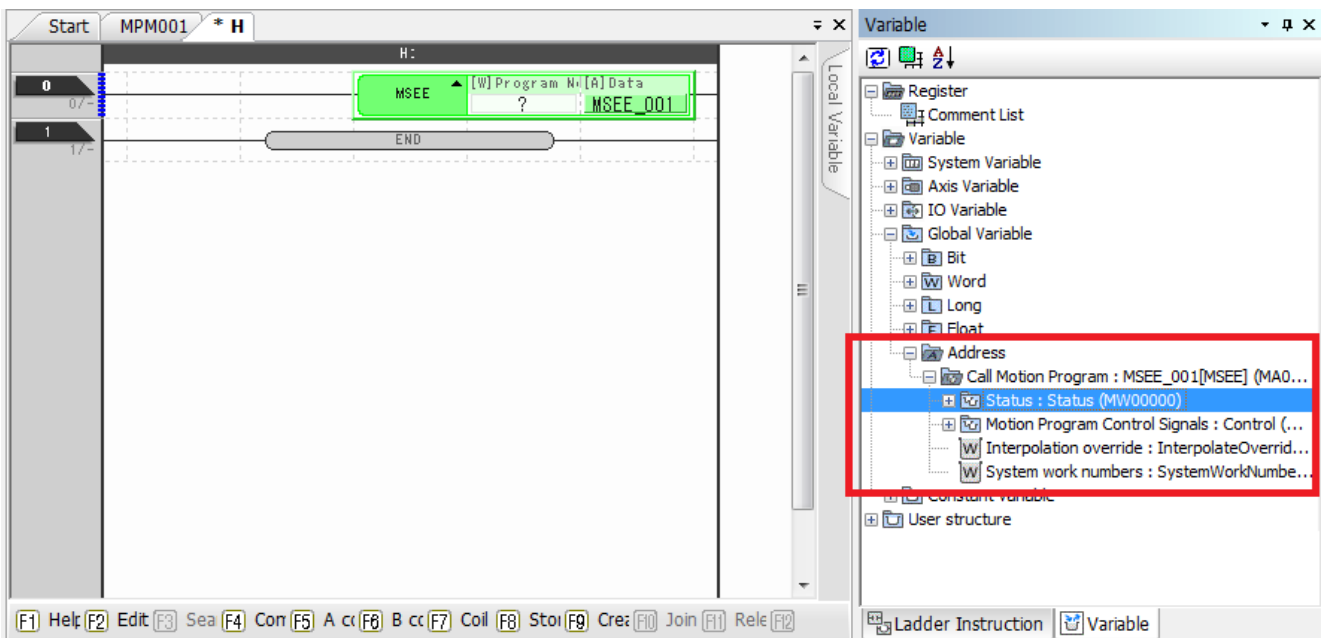 Start MPM001 * H
H:
0
0/-
MSEE [W]Program N [A]Data
? MSEE_001
1
1/-
END
Local Variable
F1 Help F2 Edit F3 Sea F4 Com F5 A co F6 B cc F7 Coil F8 Stor F9 Crea F10 Join F11 Rele F12
Variable
Register
Comment List
Variable
System Variable
Axis Variable
IO Variable
Global Variable
B Bit
W Word
L Long
F Float
A Address
Call Motion Program : MSEE_001[MSEE] (MA0...
Status : Status (MW00000)
Motion Program Control Signals : Control (...
W Interpolation override : InterpolateOverrid...
W System work numbers : SystemWorkNumbe...
Constant Variable
User structure
Ladder Instruction Variable